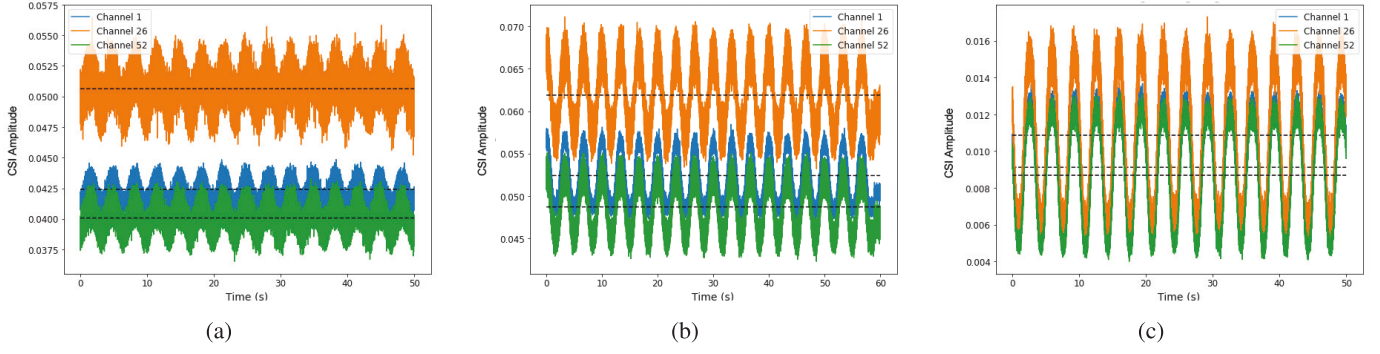 Channel 1
Channel 26
Channel 52
0.0575
0.0550
0.0525
0.0500
0.0475
0.0450
0.0425
0.0400
0.0375
CSI Amplitude
0 10 20 30 40 50
Time (s)
(a)
Channel 1
Channel 26
Channel 52
0.070
0.065
0.060
0.055
0.050
0.045
CSI Amplitude
0 10 20 30 40 50 60
Time (s)
(b)
Channel 1
Channel 26
Channel 52
0.016
0.014
0.012
0.010
0.008
0.006
0.004
CSI Amplitude
0 10 20 30 40 50
Time (s)
(c)